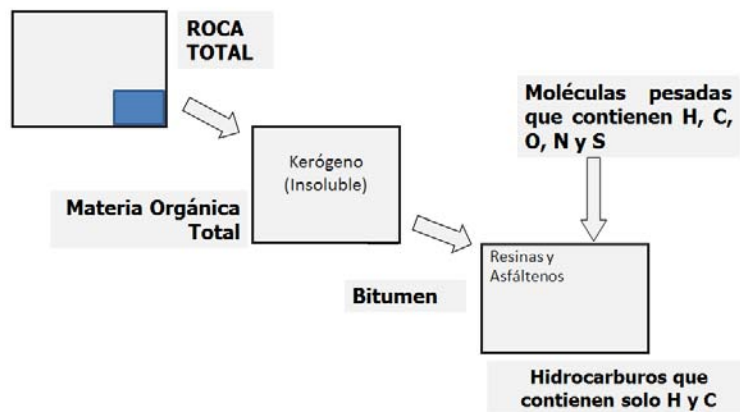 ROCA
TOTAL
Moléculas pesadas
que contienen H, C,
O, N y S
Kerógeno
(Insoluble)
Materia Orgánica
Total
Resinas y
Asfáltenos
Bitumen
Hidrocarburos que
contienen solo H y C